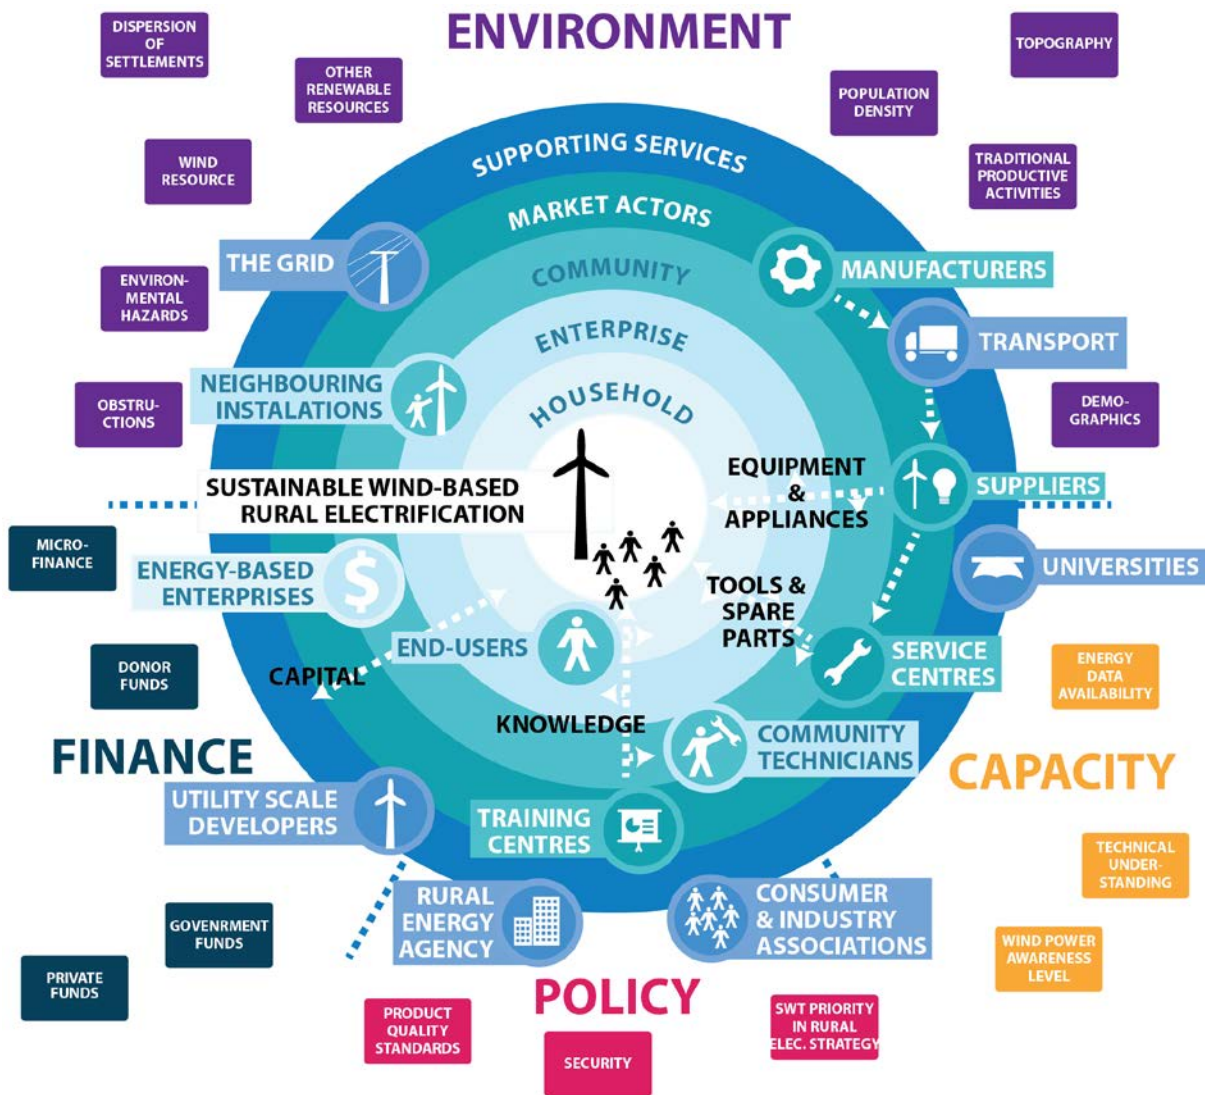 ENVIRONMENT
DISPERSION
OF
SETTLEMENTS
OTHER
RENEWABLE
RESOURCES
WIND
RESOURCE
ENVIRON-
MENTAL
HAZARDS
OBSTRU-
CTIONS
TOPOGRAPHY
POPULATION
DENSITY
TRADITIONAL
PRODUCTIVE
ACTIVITIES
DEMO-
GRAPHICS
SUPPORTING SERVICES
MARKET ACTORS
COMMUNITY
ENTERPRISE
HOUSEHOLD
THE GRID
NEIGHBOURING
INSTALATIONS
MANUFACTURERS
TRANSPORT
SUSTAINABLE WIND-BASED
RURAL ELECTRIFICATION
EQUIPMENT
&
APPLIANCES
SUPPLIERS
UNIVERSITIES
ENERGY-BASED
ENTERPRISES
END-USERS
TOOLS &
SPARE
PARTS
SERVICE
CENTRES
CAPITAL
KNOWLEDGE
COMMUNITY
TECHNICIANS
UTILITY SCALE
DEVELOPERS
TRAINING
CENTRES
RURAL
ENERGY
AGENCY
CONSUMER
& INDUSTRY
ASSOCIATIONS
MICRO-
FINANCE
DONOR
FUNDS
FINANCE
GOVENRMENT
FUNDS
PRIVATE
FUNDS
ENERGY
DATA
AVAILABILITY
CAPACITY
TECHNICAL
UNDER-
STANDING
WIND POWER
AWARENESS
LEVEL
POLICY
PRODUCT
QUALITY
STANDARDS
SECURITY
SWT PRIORITY
IN RURAL
ELEC. STRATEGY